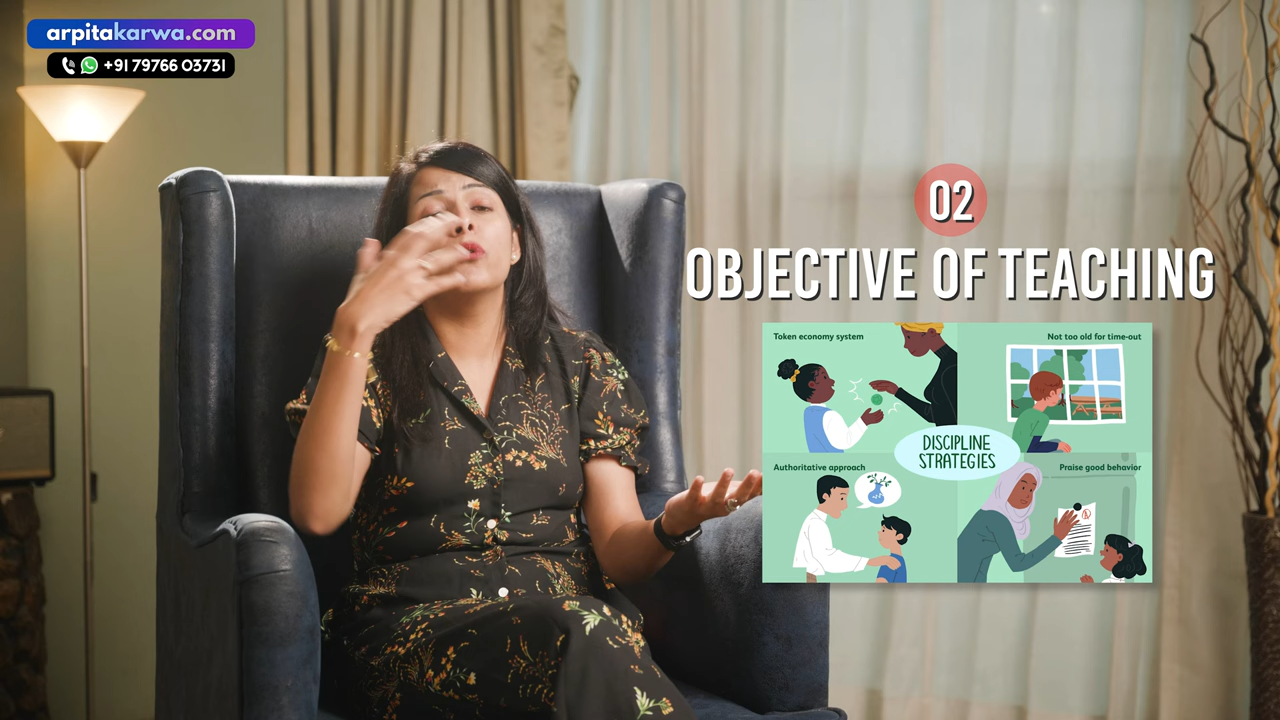 arpitakarwa.com
+91 79766 03731
02
OBJECTIVE OF TEACHING
Token economy system
Not too old for time-out
DISCIPLINE
STRATEGIES
Authoritative approach
Praise good behavior